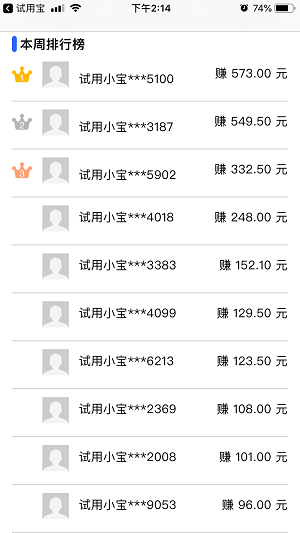 试用宝 下午2:14 74%
本周排行榜
1 试用小宝***5100 赚 573.00 元
2 试用小宝***3187 赚 549.50 元
3 试用小宝***5902 赚 332.50 元
试用小宝***4018 赚 248.00 元
试用小宝***3383 赚 152.10 元
试用小宝***4099 赚 129.50 元
试用小宝***6213 赚 123.50 元
试用小宝***2369 赚 108.00 元
试用小宝***2008 赚 101.00 元
试用小宝***9053 赚 96.00 元